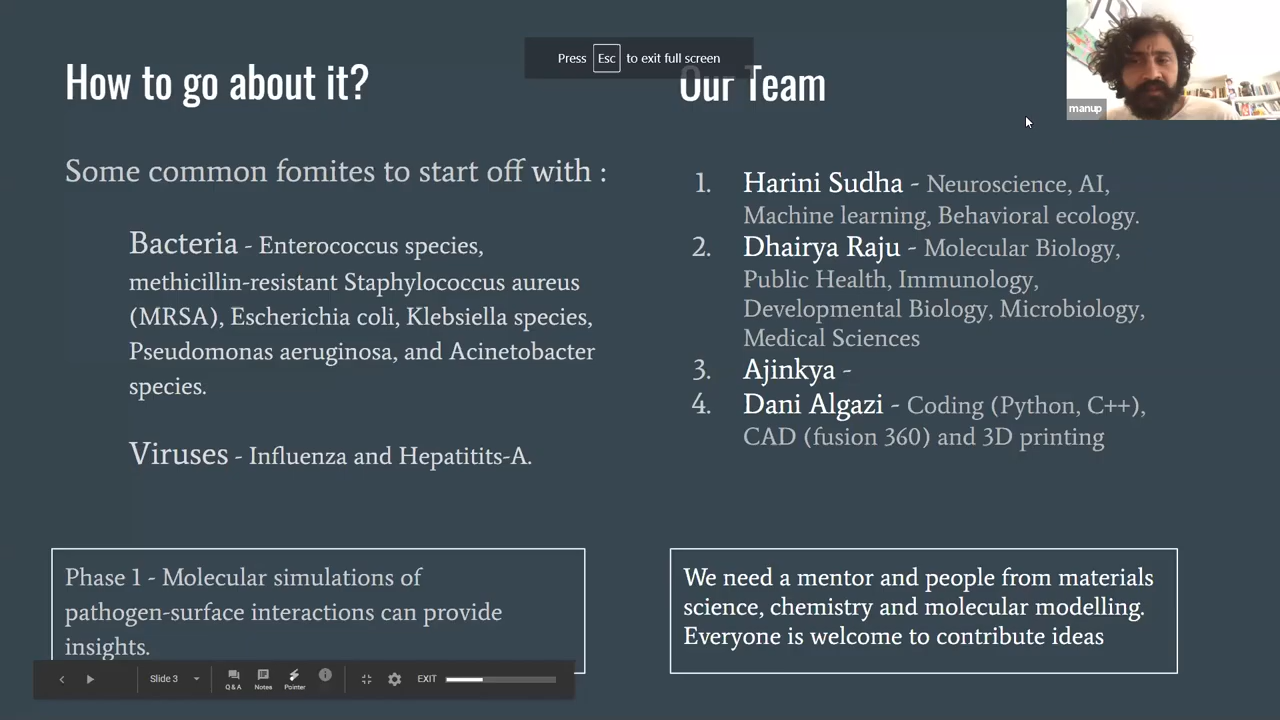 Press Esc to exit full screen
How to go about it?
Some common fomites to start off with :
Bacteria - Enterococcus species,
methicillin-resistant Staphylococcus aureus
(MRSA), Escherichia coli, Klebsiella species,
Pseudomonas aeruginosa, and Acinetobacter
species.
Viruses - Influenza and Hepatitits-A.
Phase 1 - Molecular simulations of
pathogen-surface interactions can provide
insights.
Our Team
1. Harini Sudha - Neuroscience, AI,
Machine learning, Behavioral ecology.
2. Dhairya Raju - Molecular Biology,
Public Health, Immunology,
Developmental Biology, Microbiology,
Medical Sciences
3. Ajinkya -
4. Dani Algazi - Coding (Python, C++),
CAD (fusion 360) and 3D printing
We need a mentor and people from materials
science, chemistry and molecular modelling.
Everyone is welcome to contribute ideas
manup
Slide 3
Q & A
Notes
Pointer
EXIT